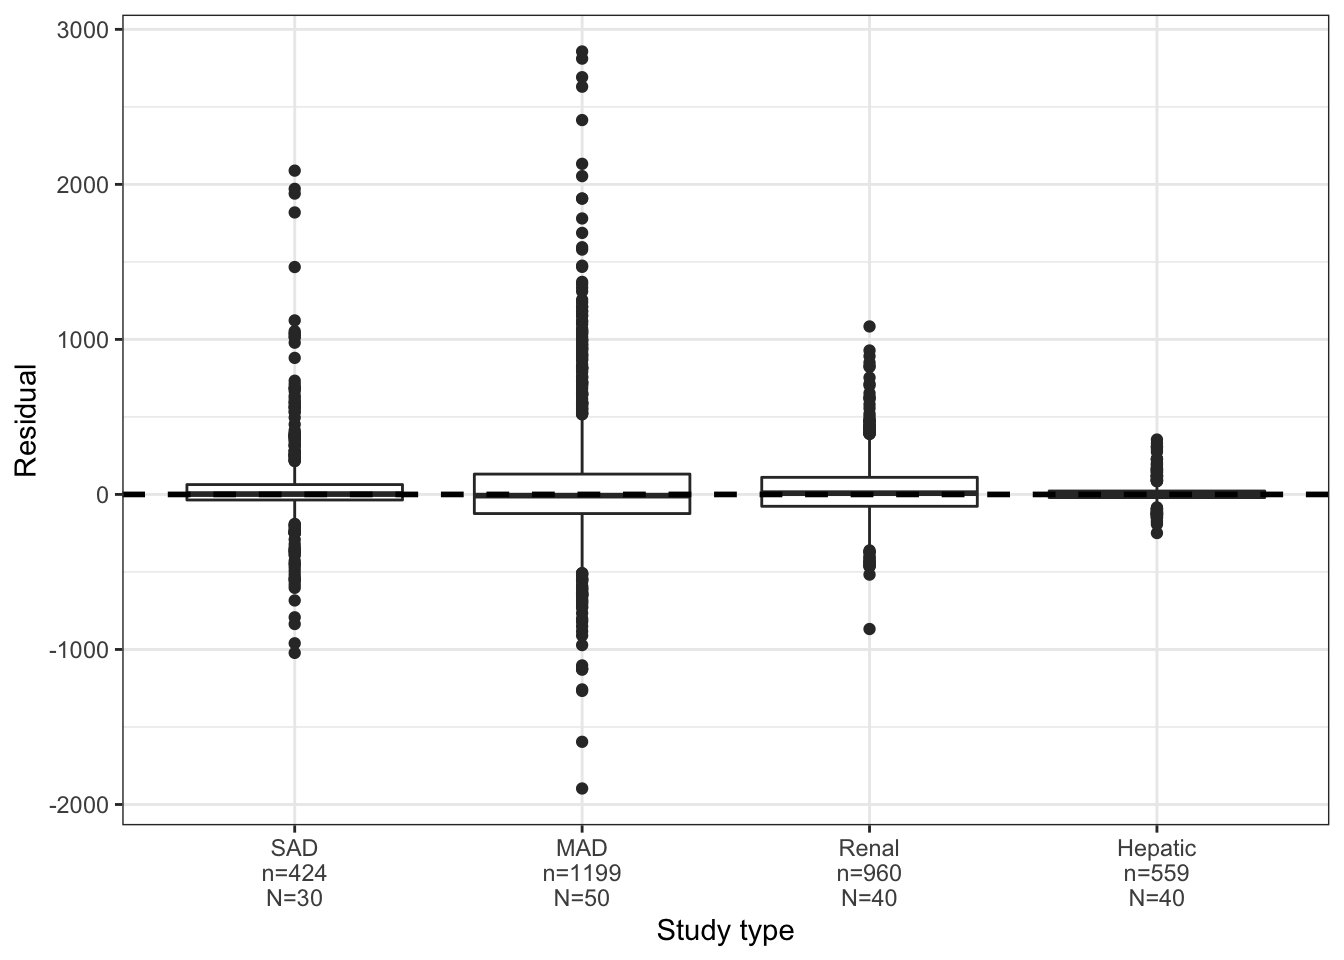 3000
2000
1000
0
-1000
-2000
Residual
SAD
n=424
N=30
MAD
n=1199
N=50
Renal
n=960
N=40
Hepatic
n=559
N=40
Study type